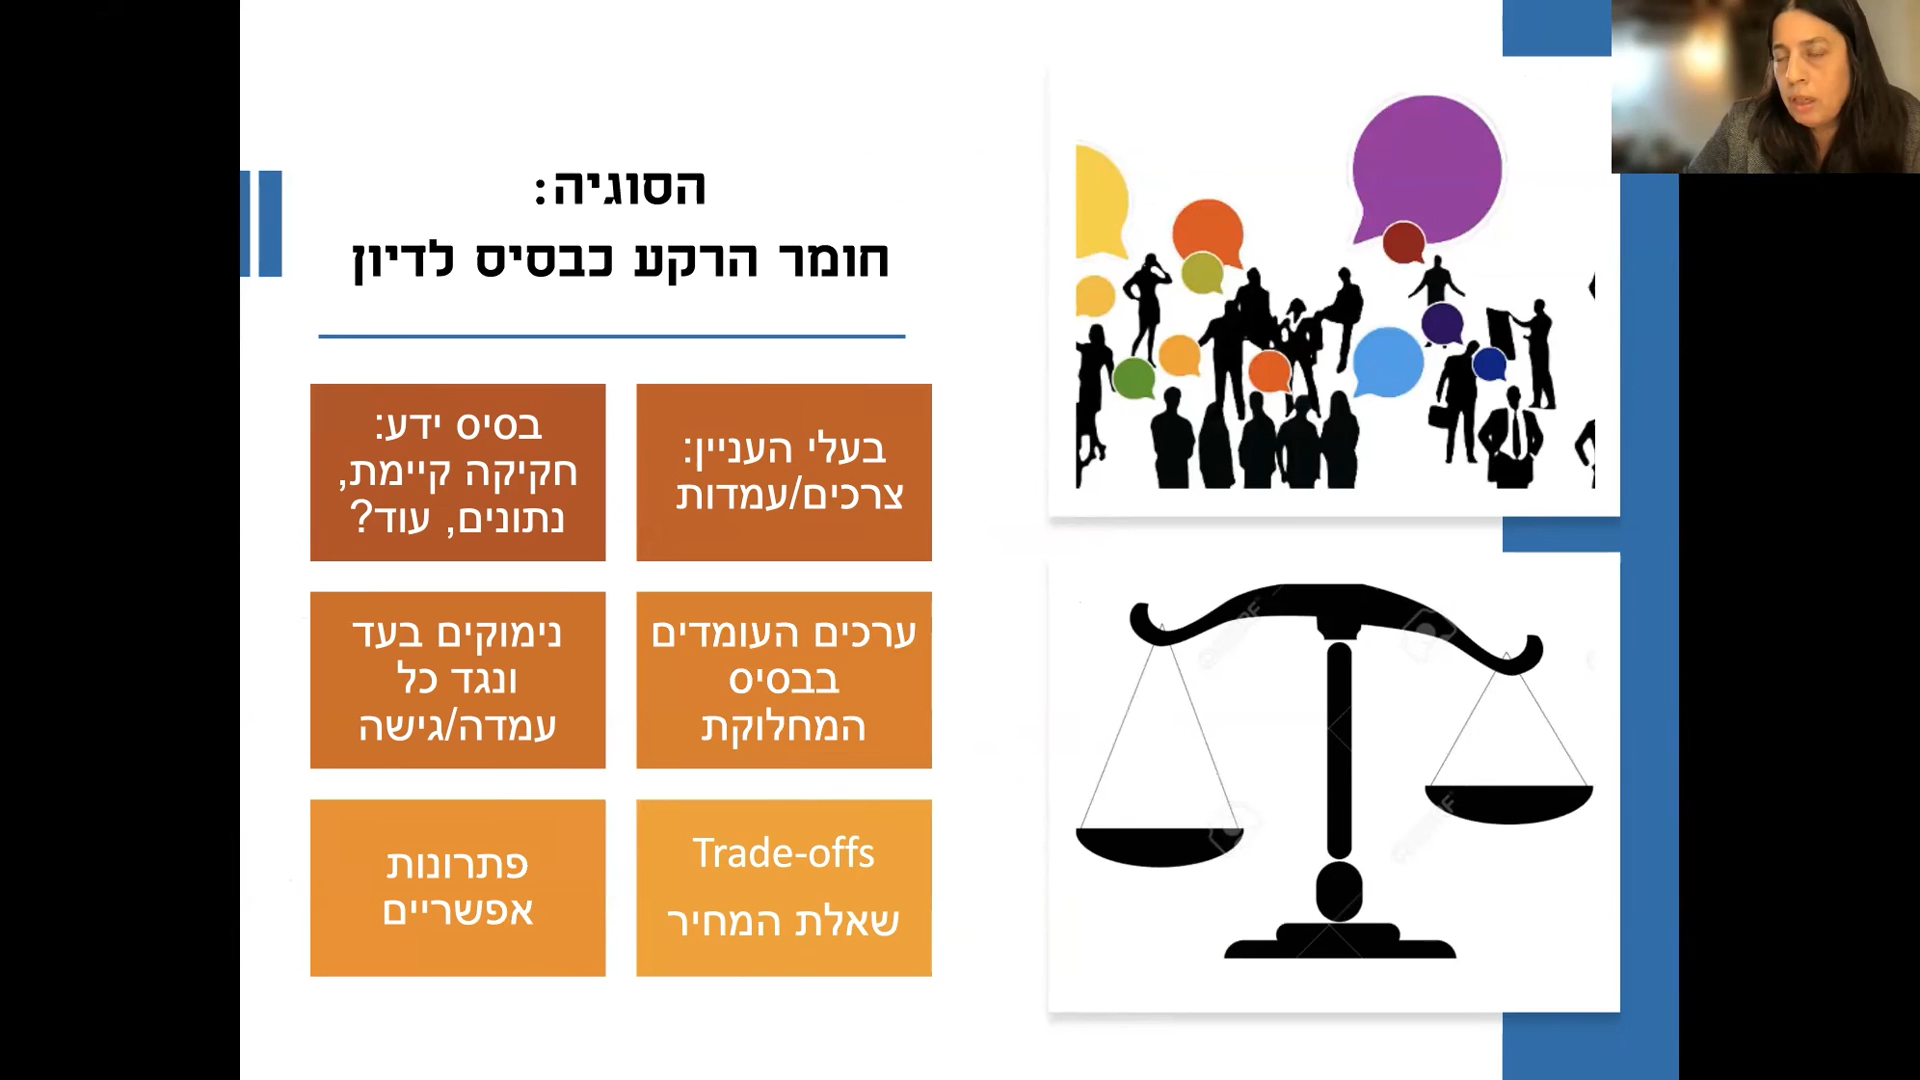 הסוגיה:
חומר הרקע כבסיס לדיון
בעלי העניין:
צרכים/עמדות
בסיס ידע:
חקיקה קיימת,
נתונים, עוד?
ערכים העומדים
בבסיס
המחלוקת
נימוקים בעד
ונגד כל
עמדה/גישה
Trade-offs
שאלת המחיר
פתרונות
אפשריים